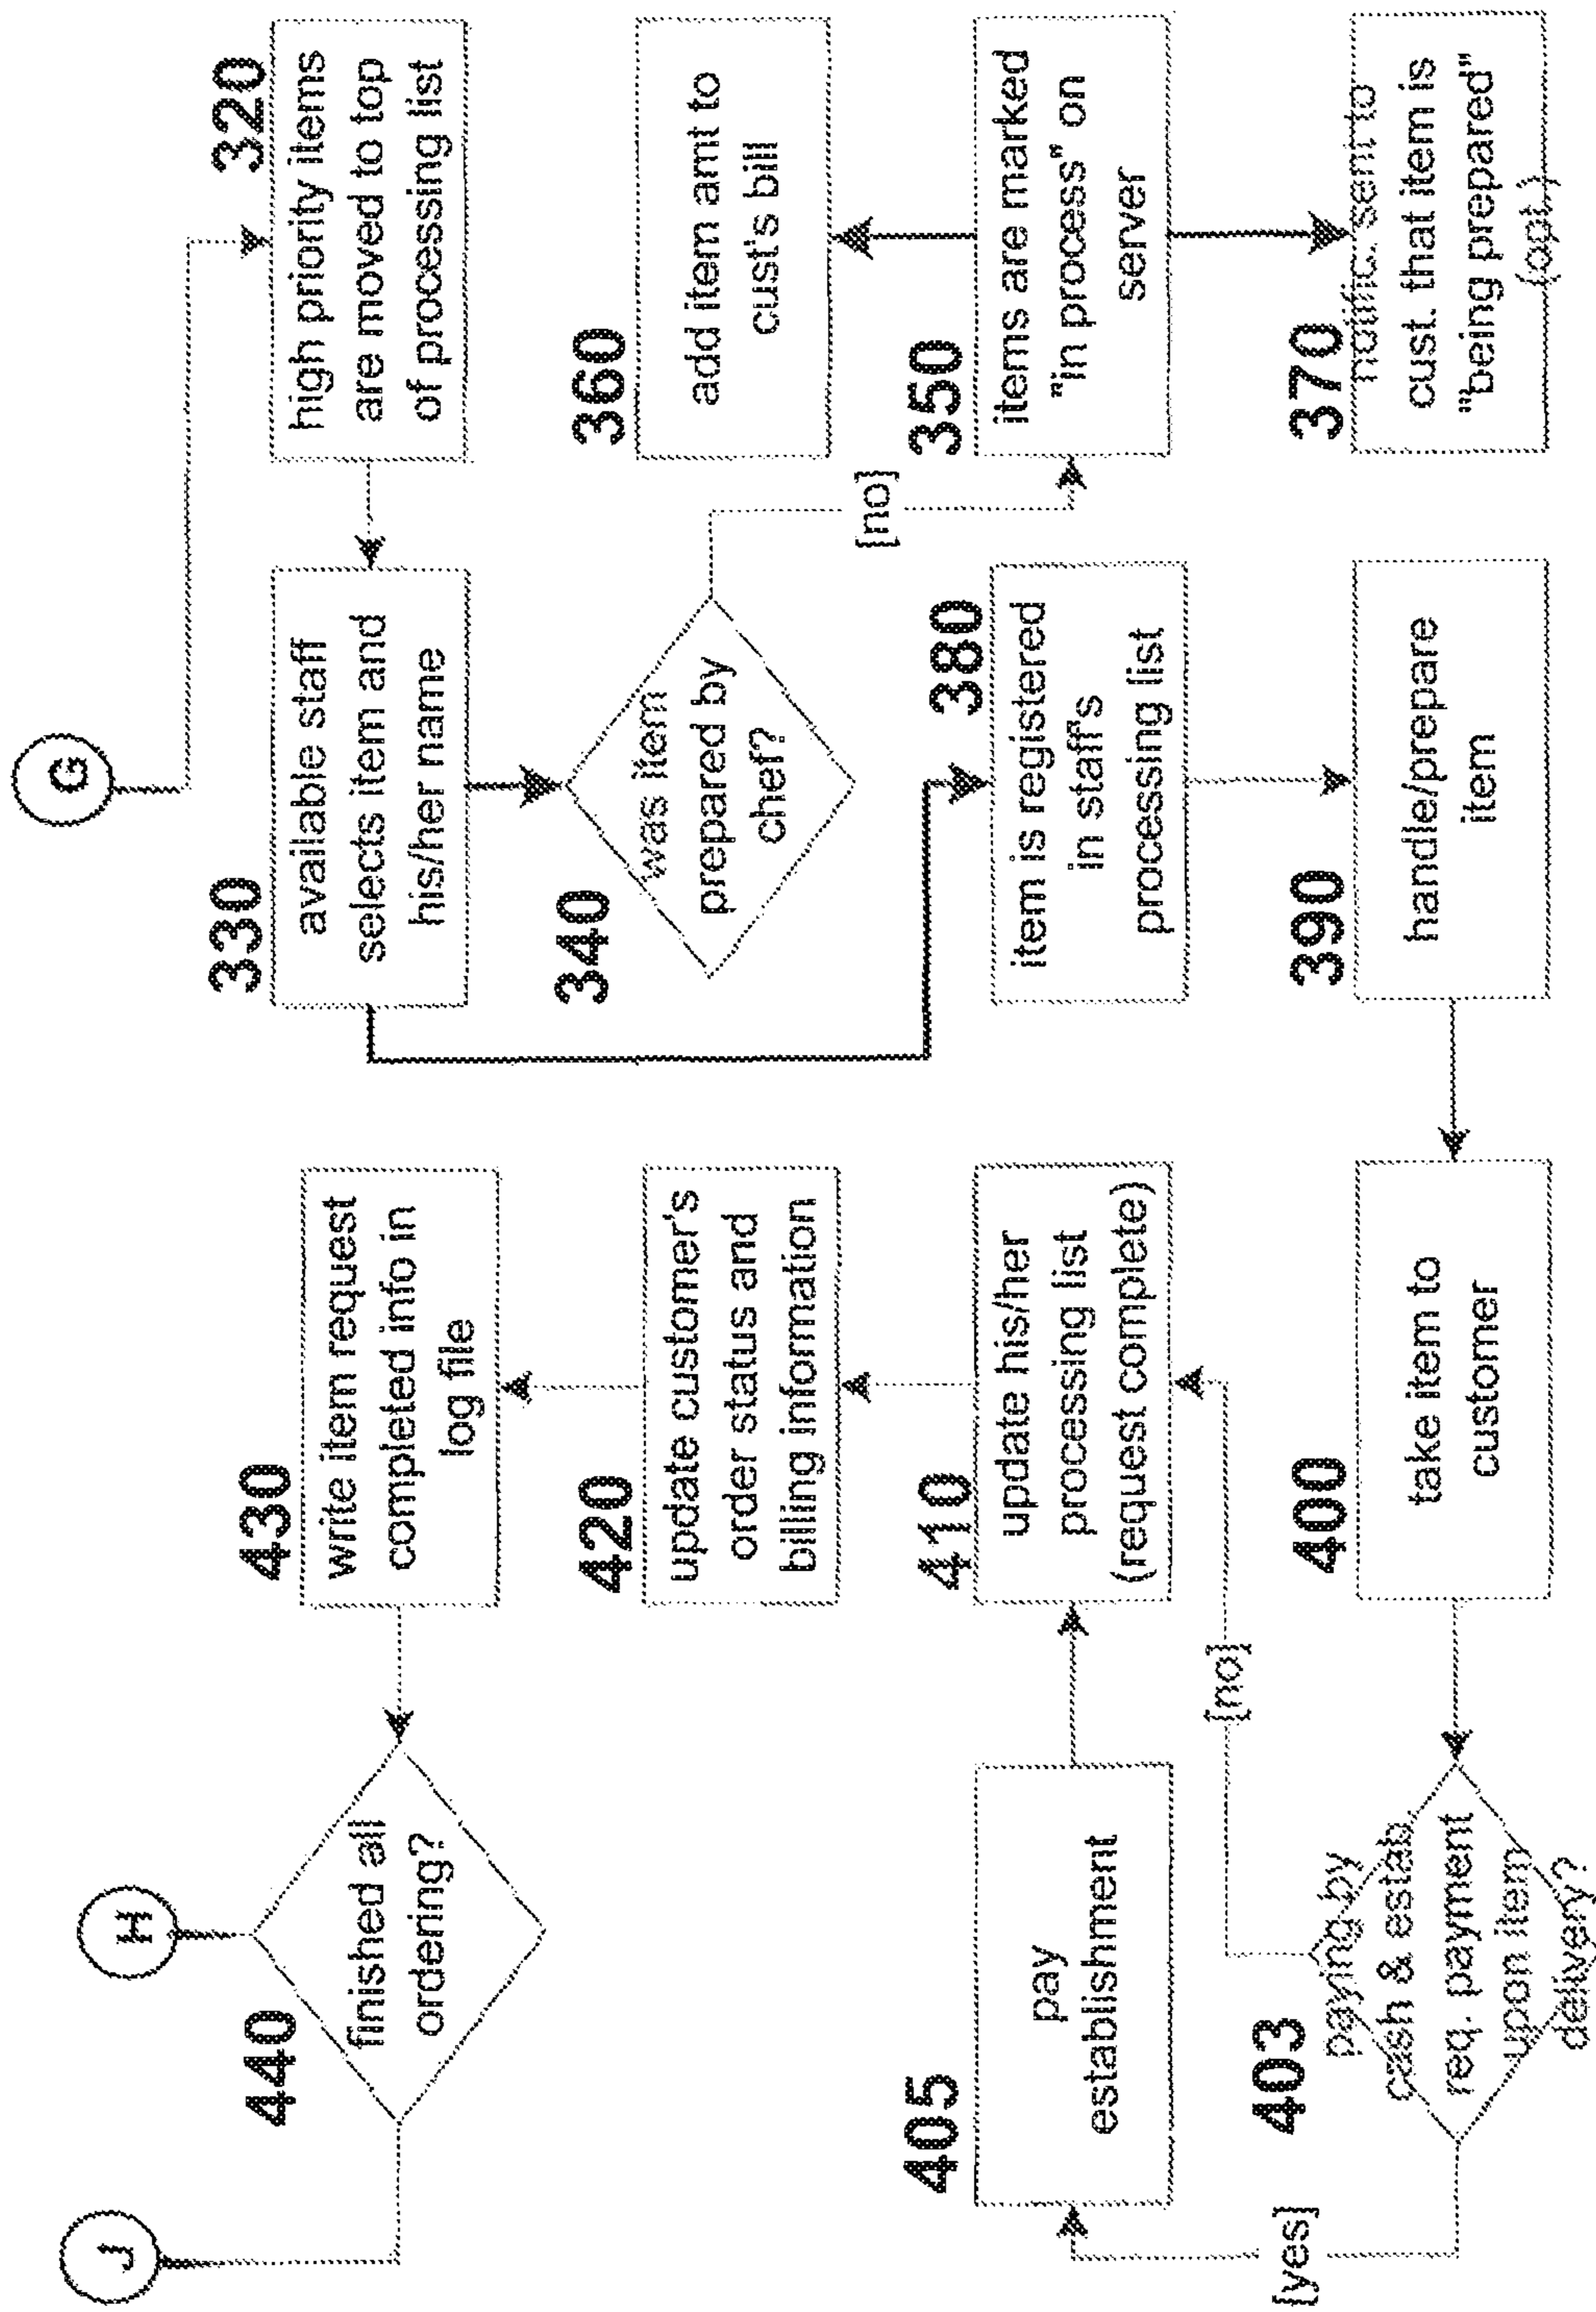 J
H
G
440
430
330
320
finished all
ordering?
write item request
completed info in
log file
available staff
selects item and
his/her name
high priority items
are moved to top
of processing list
420
340
360
update customer's
order status and
billing information
was item
prepared by
chef?
add item amt to
cust's bill
[no]
405
410
380
350
pay
establishment
update his/her
processing list
(request complete)
item is registered
in staff's
processing list
items are marked
"in process" on
server
[no]
[yes]
403
400
390
370
paying by
cash & estab.
req. payment
upon item
delivery?
take item to
customer
handle/prepare
item
notific. sent to
cust. that item is
"being prepared"
(opt.)